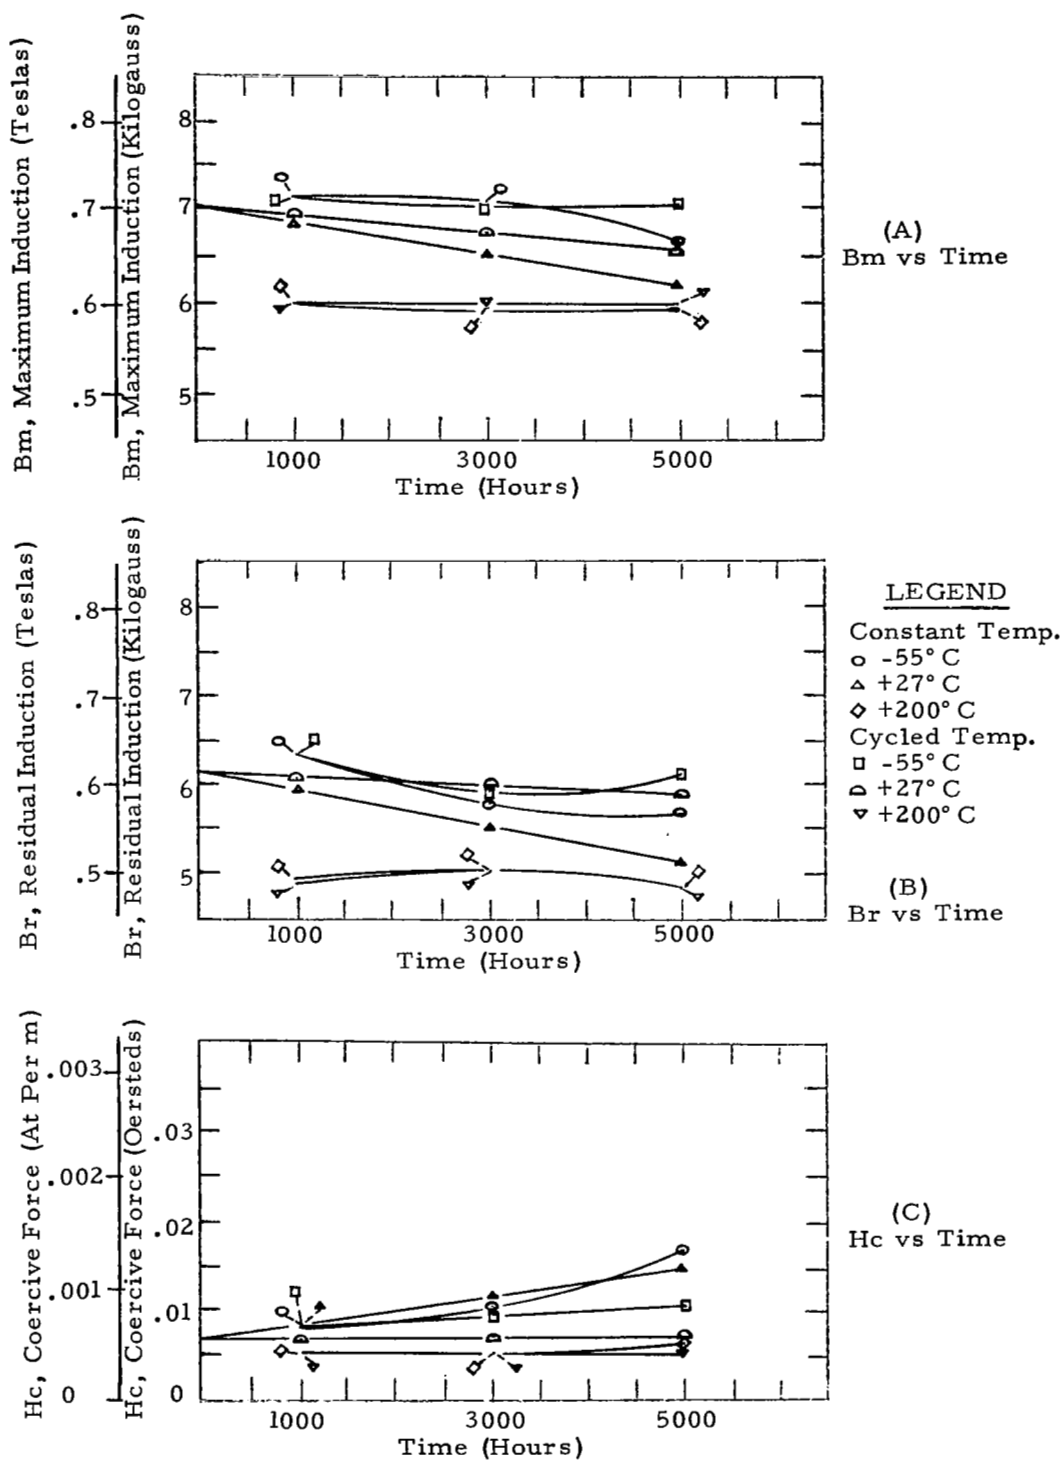 Bm, Maximum Induction (Teslas)
Bm, Maximum Induction (Kilogauss)
.8
.7
.6
.5
8
7
6
5
1000 3000 5000
Time (Hours)
(A)
Bm vs Time
Br, Residual Induction (Teslas)
Br, Residual Induction (Kilogauss)
.8
.7
.6
.5
8
7
6
5
1000 3000 5000
Time (Hours)
LEGEND
Constant Temp.
-55° C
+27° C
+200° C
Cycled Temp.
-55° C
+27° C
+200° C
(B)
Br vs Time
Hc, Coercive Force (At Per m)
Hc, Coercive Force (Oersteds)
.003
.002
.001
0
.03
.02
.01
0
1000 3000 5000
Time (Hours)
(C)
Hc vs Time